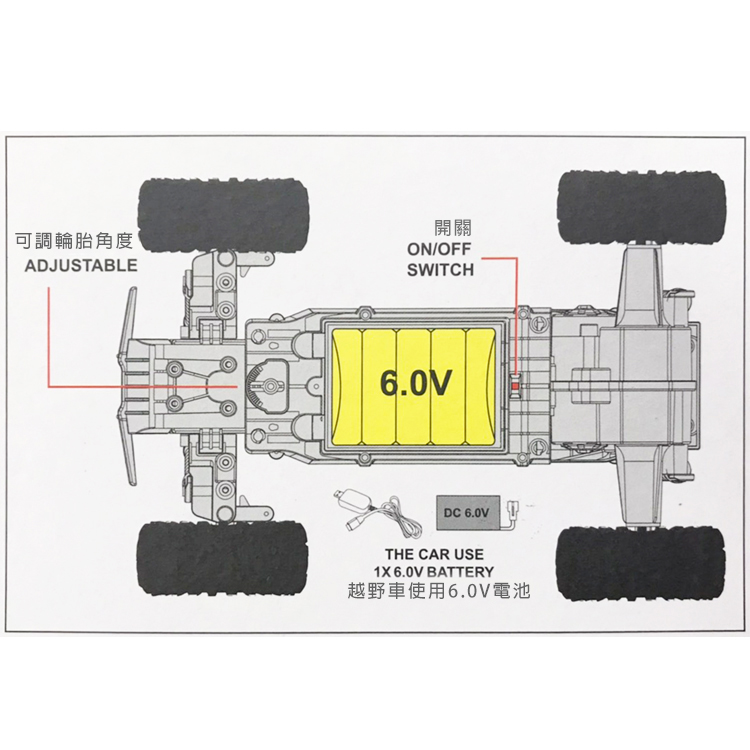 可調輪胎角度
ADJUSTABLE
開關
ON/OFF
SWITCH
6.0V
DC 6.0V
THE CAR USE
1X 6.0V BATTERY
越野車使用6.0V電池